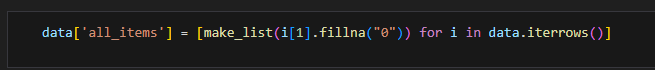 data['all_items'] = [make_list(i[1].fillna("0")) for i in data.iterrows()]